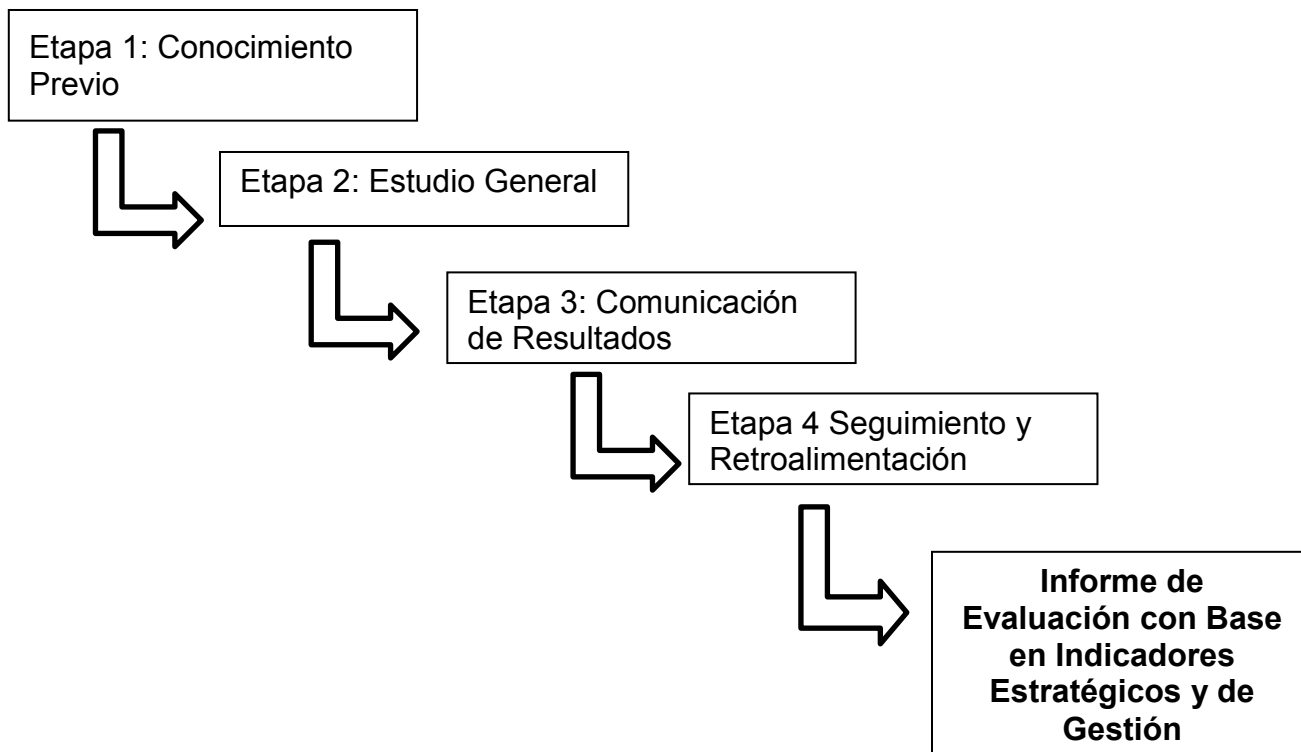 Etapa 1: Conocimiento
Previo
Etapa 2: Estudio General
Etapa 3: Comunicación
de Resultados
Etapa 4 Seguimiento y
Retroalimentación
Informe de
Evaluación con Base
en Indicadores
Estratégicos y de
Gestión